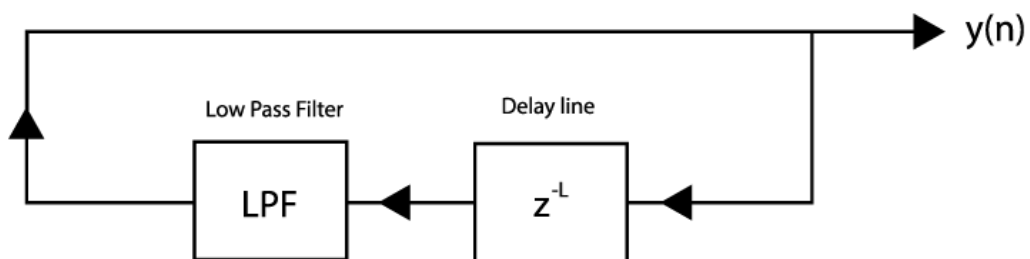 y(n)
Low Pass Filter
Delay line
LPF
z^-L